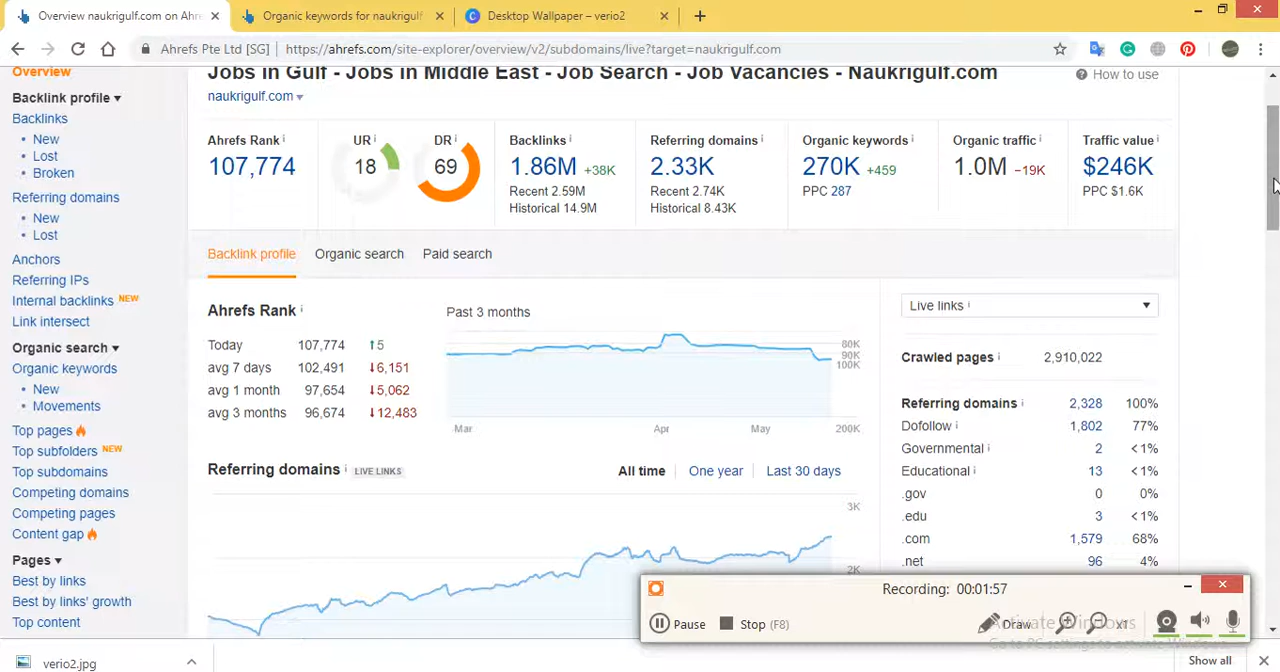 Overview naukrigulf.com on Ahre
Organic keywords for naukrigulf
Desktop Wallpaper – verio2
Ahrefs Pte Ltd [SG]
https://ahrefs.com/site-explorer/overview/v2/subdomains/live?target=naukrigulf.com
Overview
Backlink profile
Backlinks
New
Lost
Broken
Referring domains
New
Lost
Anchors
Referring IPs
Internal backlinks NEW
Link intersect
Organic search
Organic keywords
New
Movements
Top pages
Top subfolders NEW
Top subdomains
Competing domains
Competing pages
Content gap
Pages
Best by links
Best by links' growth
Top content
Jobs in Gulf - Jobs in Middle East - Job Search - Job Vacancies - Naukrigulf.com
How to use
naukrigulf.com
Ahrefs Rank
107,774
UR
18
DR
69
Backlinks
1.86M +38K
Recent 2.59M
Historical 14.9M
Referring domains
2.33K
Recent 2.74K
Historical 8.43K
Organic keywords
270K +459
PPC 287
Organic traffic
1.0M −19K
Traffic value
$246K
PPC $1.6K
Backlink profile
Organic search
Paid search
Ahrefs Rank
Today 107,774 ↑5
avg 7 days 102,491 ↓6,151
avg 1 month 97,654 ↓5,062
avg 3 months 96,674 ↓12,483
Past 3 months
80K
90K
100K
200K
Mar
Apr
May
Referring domains LIVE LINKS
All time
One year
Last 30 days
3K
2K
Live links
Crawled pages 2,910,022
Referring domains 2,328 100%
Dofollow 1,802 77%
Governmental 2 <1%
Educational 13 <1%
.gov 0 0%
.edu 3 <1%
.com 1,579 68%
.net 96 4%
Recording: 00:01:57
Pause
Stop (F8)
Draw
x1
Activate Windows
Go to PC settings to activate Windows.
verio2.jpg
Show all